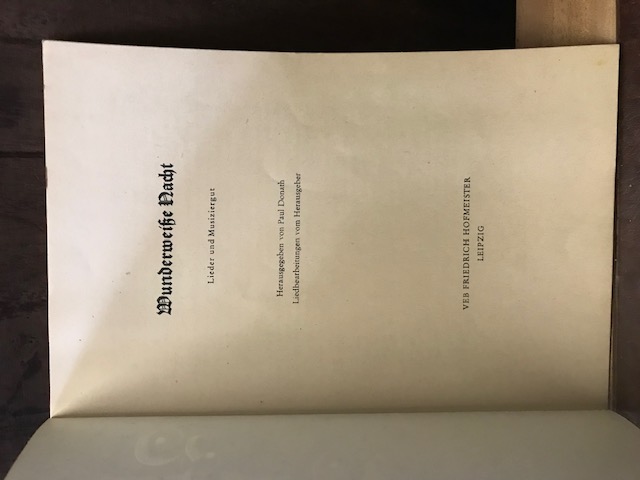 Wunderweiße Nacht
Lieder und Musiziergut
Herausgegeben von Paul Donath
Liedbearbeitungen vom Herausgeber
VEB FRIEDRICH HOFMEISTER
LEIPZIG